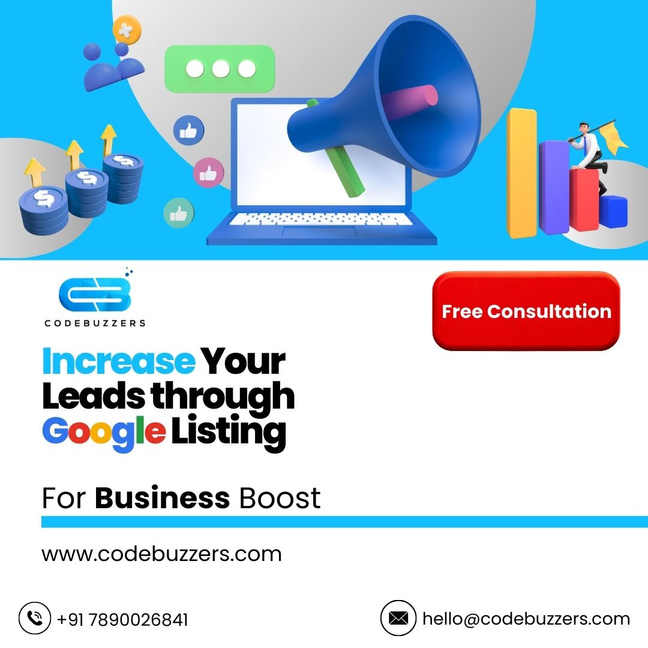 CODEBUZZERS
Free Consultation
Increase Your
Leads through
Google Listing
For Business Boost
www.codebuzzers.com
+91 7890026841
hello@codebuzzers.com